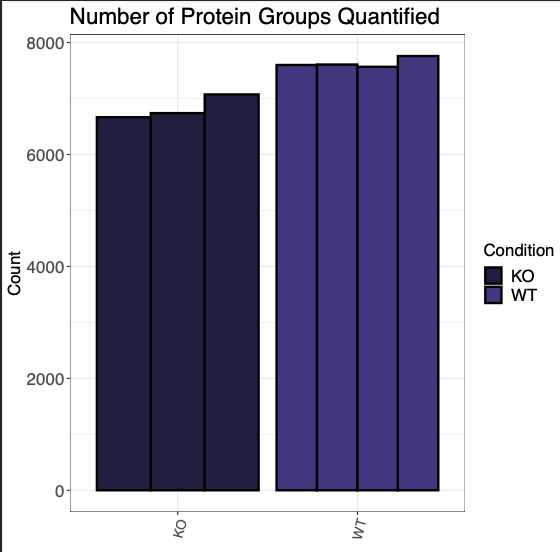 Number of Protein Groups Quantified
8000
6000
4000
2000
0
Count
KO
WT
Condition
KO
WT